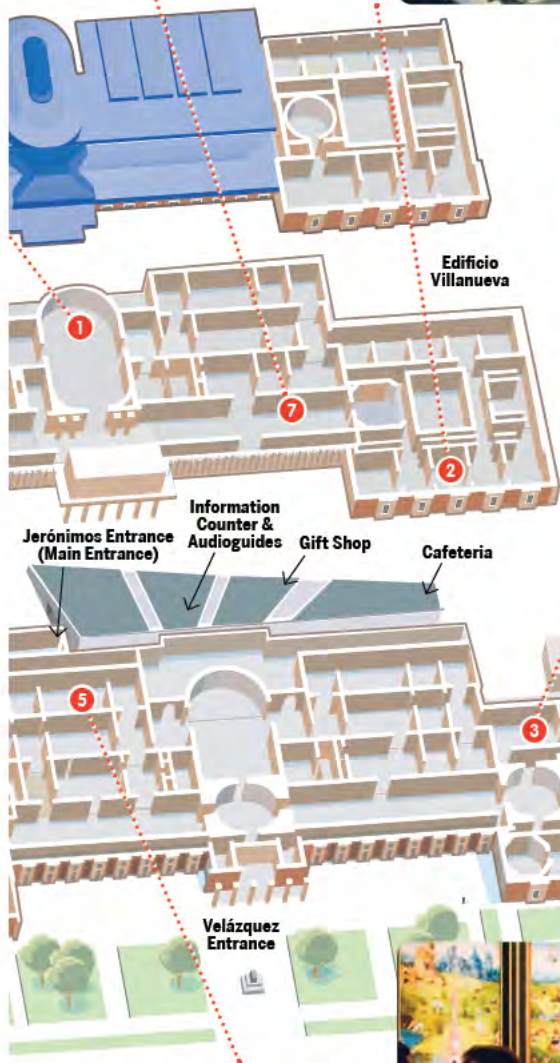 Edificio
Villanueva
1
7
2
Information
Counter &
Audioguides
Jerónimos Entrance
(Main Entrance)
Gift Shop
Cafeteria
5
3
Velázquez
Entrance